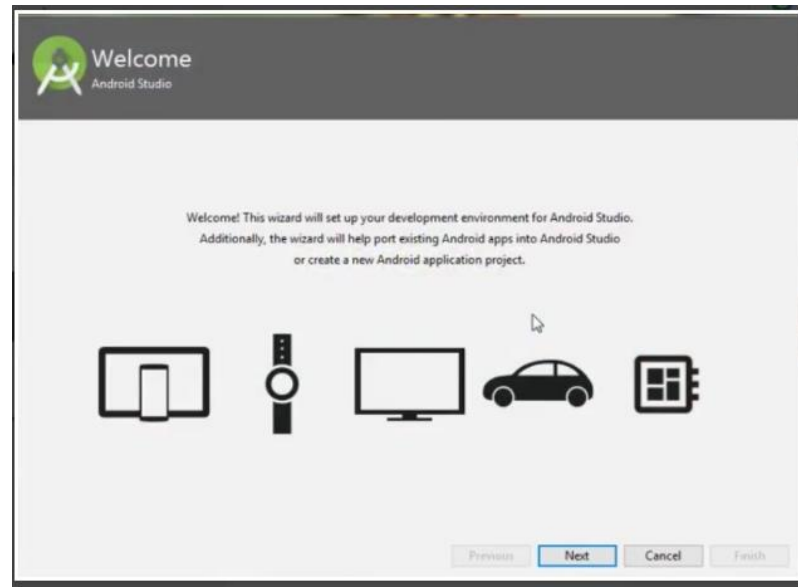 Welcome
Android Studio
Welcome! This wizard will set up your development environment for Android Studio.
Additionally, the wizard will help port existing Android apps into Android Studio
or create a new Android application project.
Previous Next Cancel Finish